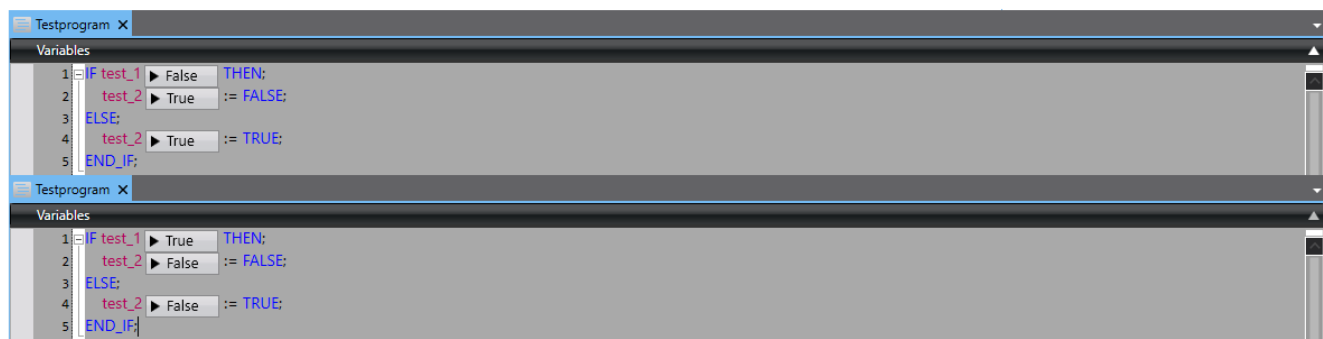 Testprogram
Variables
1 IF test_1 False THEN;
2 test_2 True := FALSE;
3 ELSE;
4 test_2 True := TRUE;
5 END_IF;
Testprogram
Variables
1 IF test_1 True THEN;
2 test_2 False := FALSE;
3 ELSE;
4 test_2 False := TRUE;
5 END_IF;